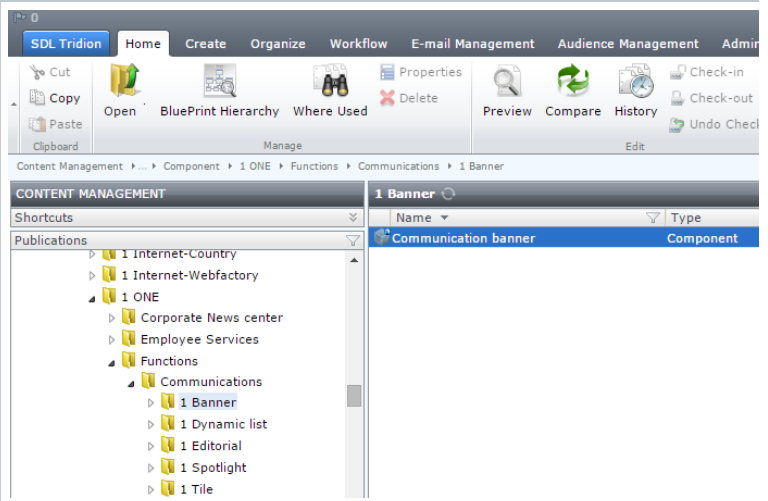 0
SDL Tridion Home Create Organize Workflow E-mail Management Audience Management Admin
Cut
Copy
Paste
Clipboard
Open BluePrint Hierarchy Where Used
Properties
Delete
Manage
Preview Compare History
Check-in
Check-out
Undo Check
Edit
Content Management ... Component 1 ONE Functions Communications 1 Banner
CONTENT MANAGEMENT
Shortcuts
Publications
1 Internet-Country
1 Internet-Webfactory
1 ONE
Corporate News center
Employee Services
Functions
Communications
1 Banner
1 Dynamic list
1 Editorial
1 Spotlight
1 Tile
1 Banner
Name Type
Communication banner Component